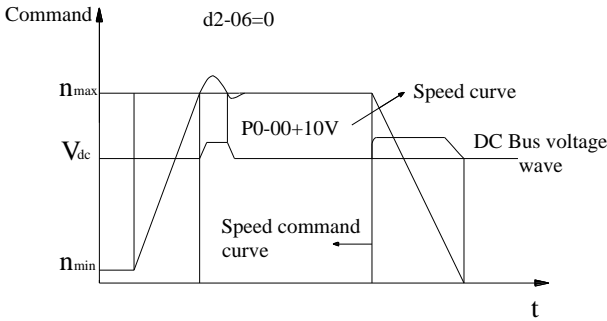 Command
d2-06=0
nmax
Speed curve
P0-00+10V
Vdc
DC Bus voltage
wave
Speed command
curve
nmin
t